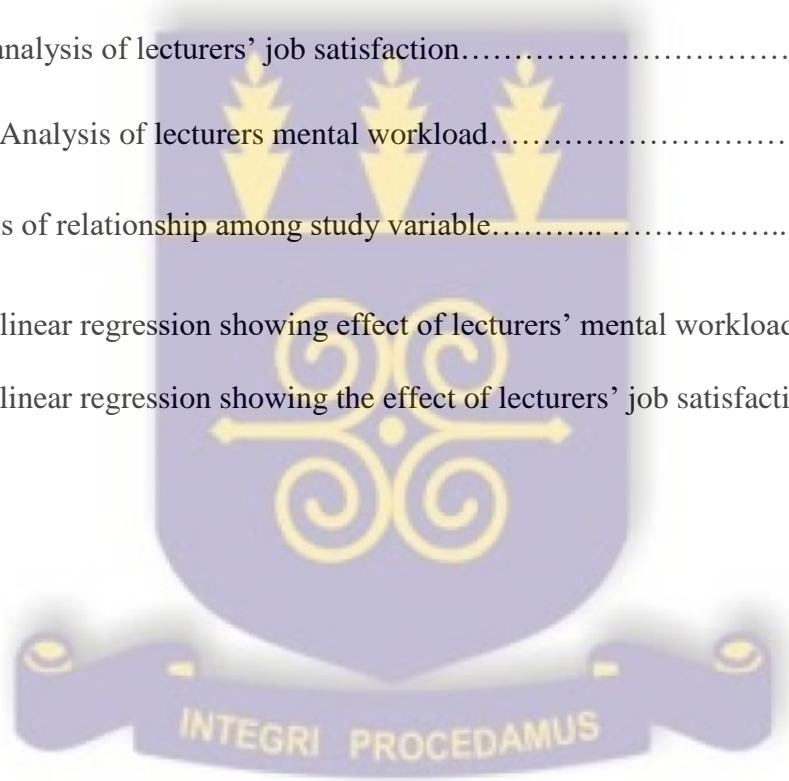 analysis of lecturers’ job satisfaction………………………….
Analysis of lecturers mental workload…………………………
s of relationship among study variable……….. ……………..
linear regression showing effect of lecturers’ mental workload
linear regression showing the effect of lecturers’ job satisfacti
INTEGRI PROCEDAMUS